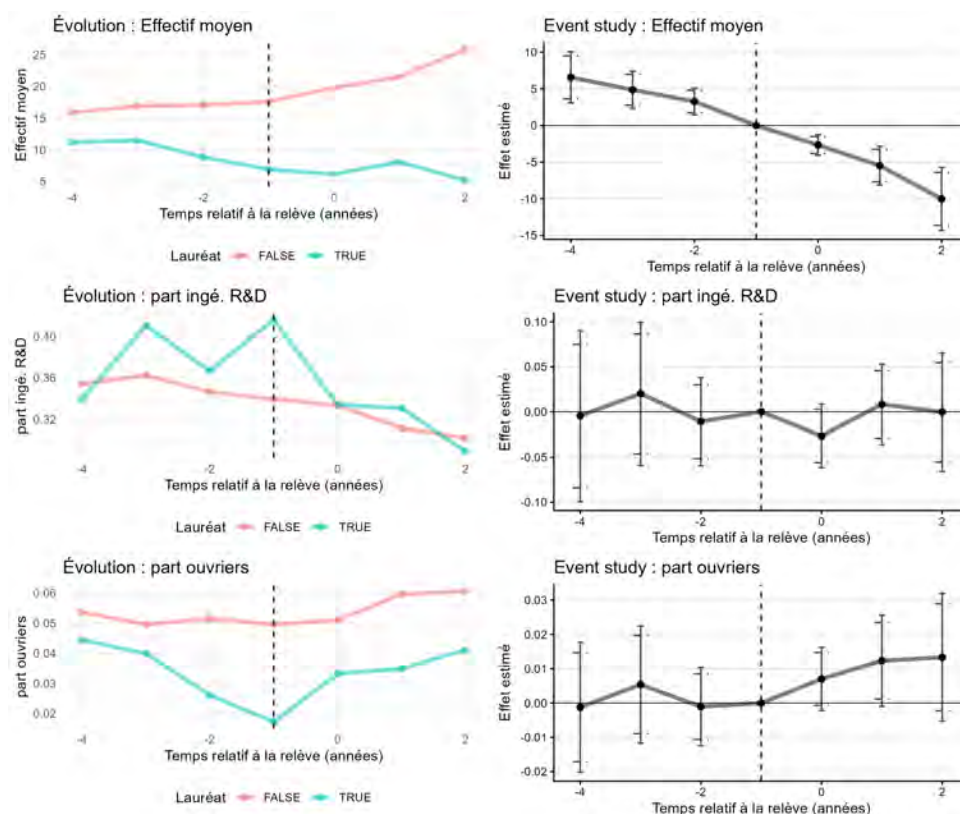 Évolution : Effectif moyen
Effectif moyen
25
20
15
10
5
-4
-2
0
2
Temps relatif à la relève (années)
Lauréat FALSE TRUE
Event study : Effectif moyen
Effet estimé
10
5
0
-5
-10
-15
-4
-2
0
2
Temps relatif à la relève (années)
Évolution : part ingé. R&D
part ingé. R&D
0.40
0.36
0.32
-4
-2
0
2
Temps relatif à la relève (années)
Lauréat FALSE TRUE
Event study : part ingé. R&D
Effet estimé
0.10
0.05
0.00
-0.05
-0.10
-4
-2
0
2
Temps relatif à la relève (années)
Évolution : part ouvriers
part ouvriers
0.06
0.05
0.04
0.03
0.02
-4
-2
0
2
Temps relatif à la relève (années)
Lauréat FALSE TRUE
Event study : part ouvriers
Effet estimé
0.03
0.02
0.01
0.00
-0.01
-0.02
-4
-2
0
2
Temps relatif à la relève (années)